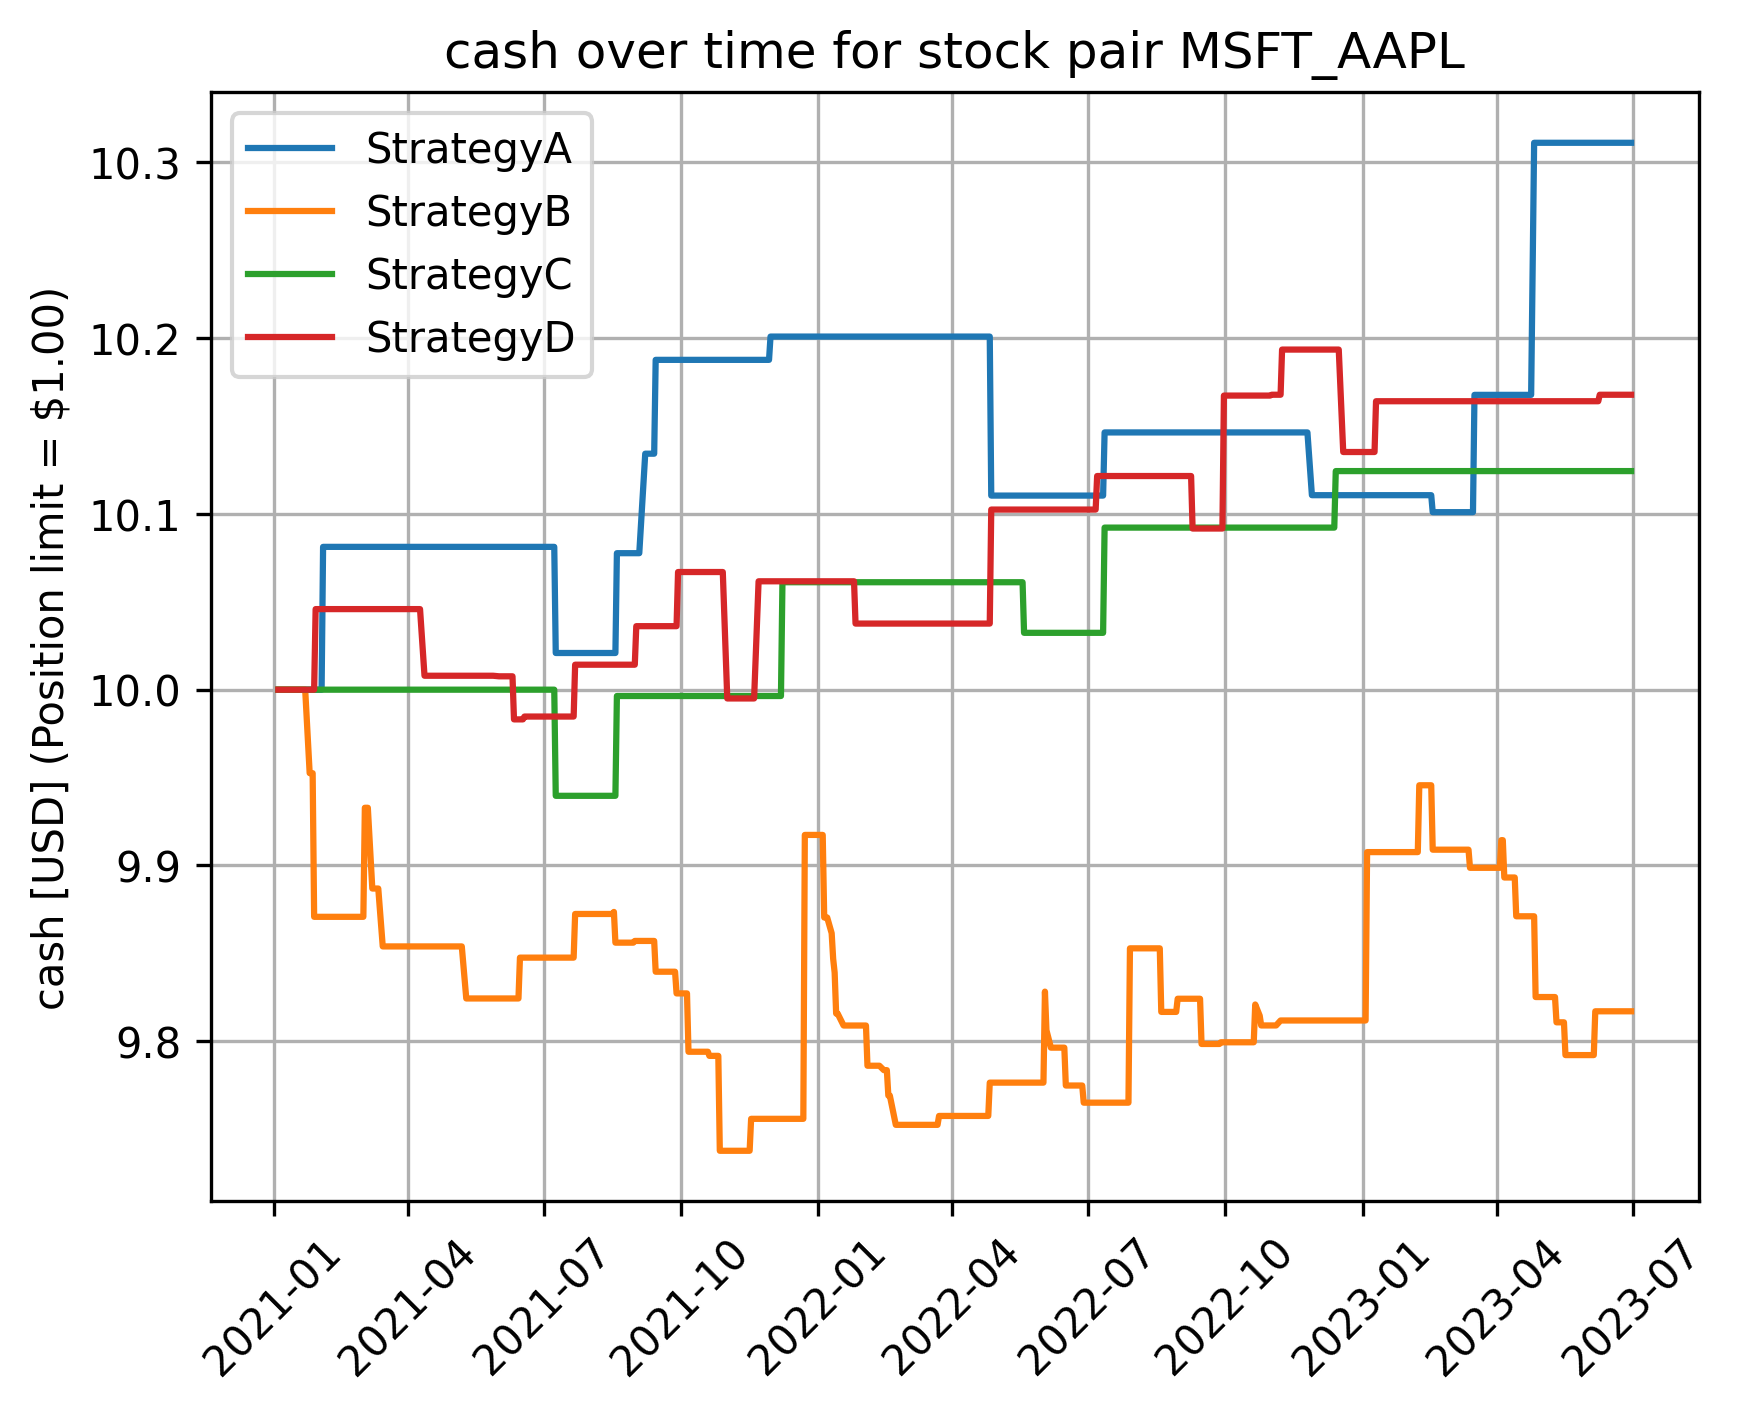 cash over time for stock pair MSFT_AAPL
StrategyA
StrategyB
StrategyC
StrategyD
cash [USD] (Position limit = $1.00)
10.3
10.2
10.1
10.0
9.9
9.8
2021-01
2021-04
2021-07
2021-10
2022-01
2022-04
2022-07
2022-10
2023-01
2023-04
2023-07